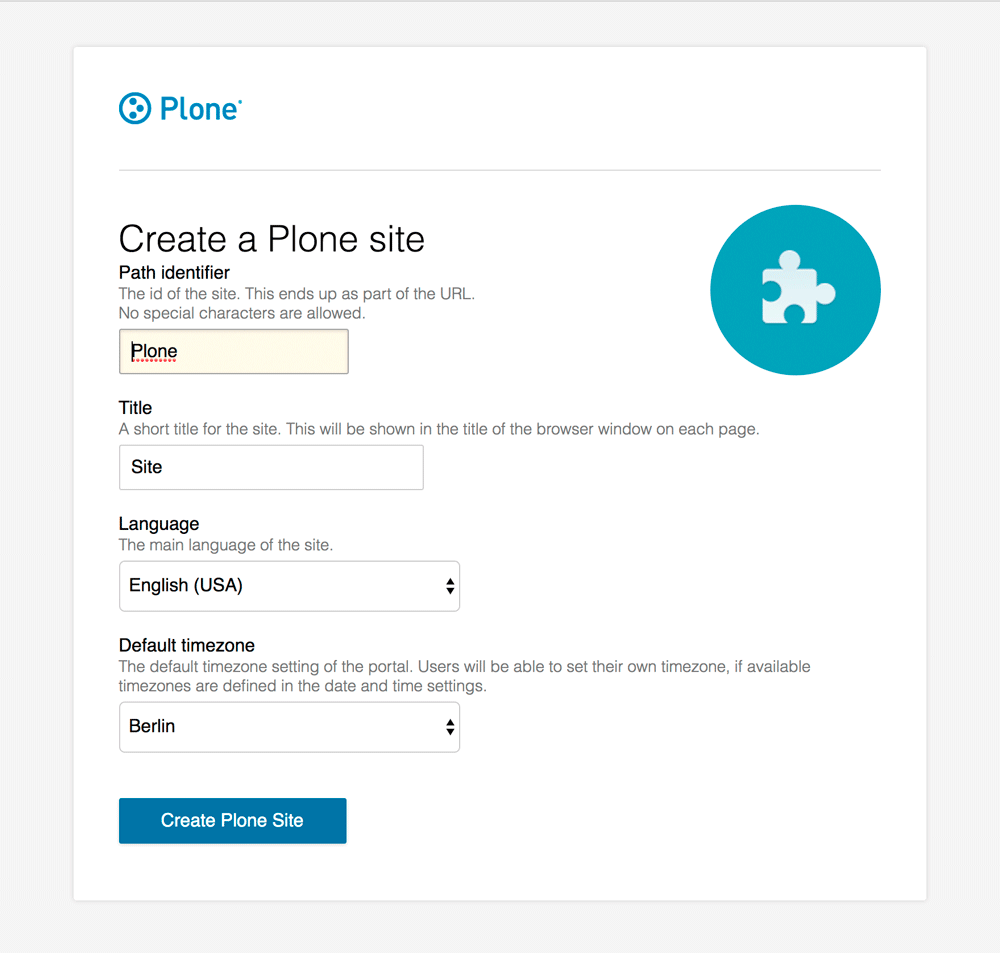 Plone
Create a Plone site
Path identifier
The id of the site. This ends up as part of the URL.
No special characters are allowed.
Plone
Title
A short title for the site. This will be shown in the title of the browser window on each page.
Site
Language
The main language of the site.
English (USA)
Default timezone
The default timezone setting of the portal. Users will be able to set their own timezone, if available
timezones are defined in the date and time settings.
Berlin
Create Plone Site